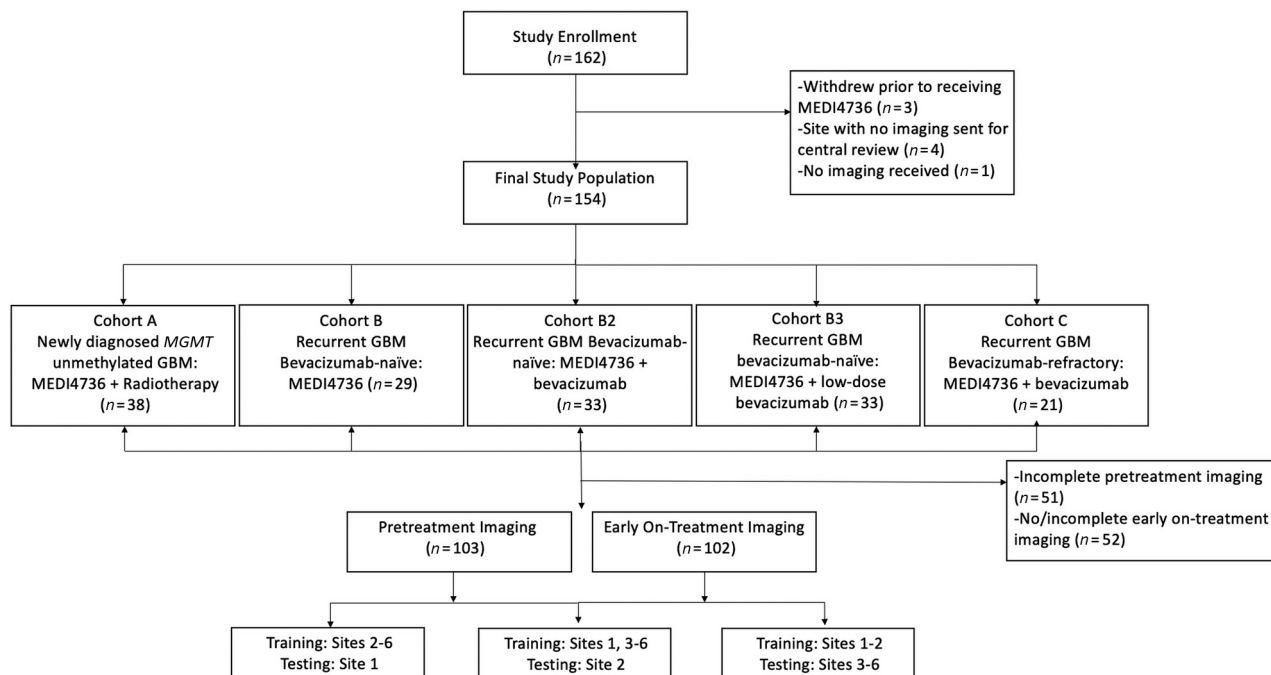 Study Enrollment
(n=162)
-Withdrew prior to receiving
MEDI4736 (n=3)
-Site with no imaging sent for
central review (n=4)
-No imaging received (n=1)
Final Study Population
(n=154)
Cohort A
Newly diagnosed MGMT
unmethylated GBM:
MEDI4736 + Radiotherapy
(n=38)
Cohort B
Recurrent GBM
Bevacizumab-naïve:
MEDI4736 (n=29)
Cohort B2
Recurrent GBM Bevacizumab-
naïve: MEDI4736 +
bevacizumab
(n=33)
Cohort B3
Recurrent GBM
bevacizumab-naïve:
MEDI4736 + low-dose
bevacizumab (n=33)
Cohort C
Recurrent GBM
Bevacizumab-refractory:
MEDI4736 + bevacizumab
(n=21)
-Incomplete pretreatment imaging
(n=51)
-No/incomplete early on-treatment
imaging (n=52)
Pretreatment Imaging
(n=103)
Early On-Treatment Imaging
(n=102)
Training: Sites 2-6
Testing: Site 1
Training: Sites 1, 3-6
Testing: Site 2
Training: Sites 1-2
Testing: Sites 3-6